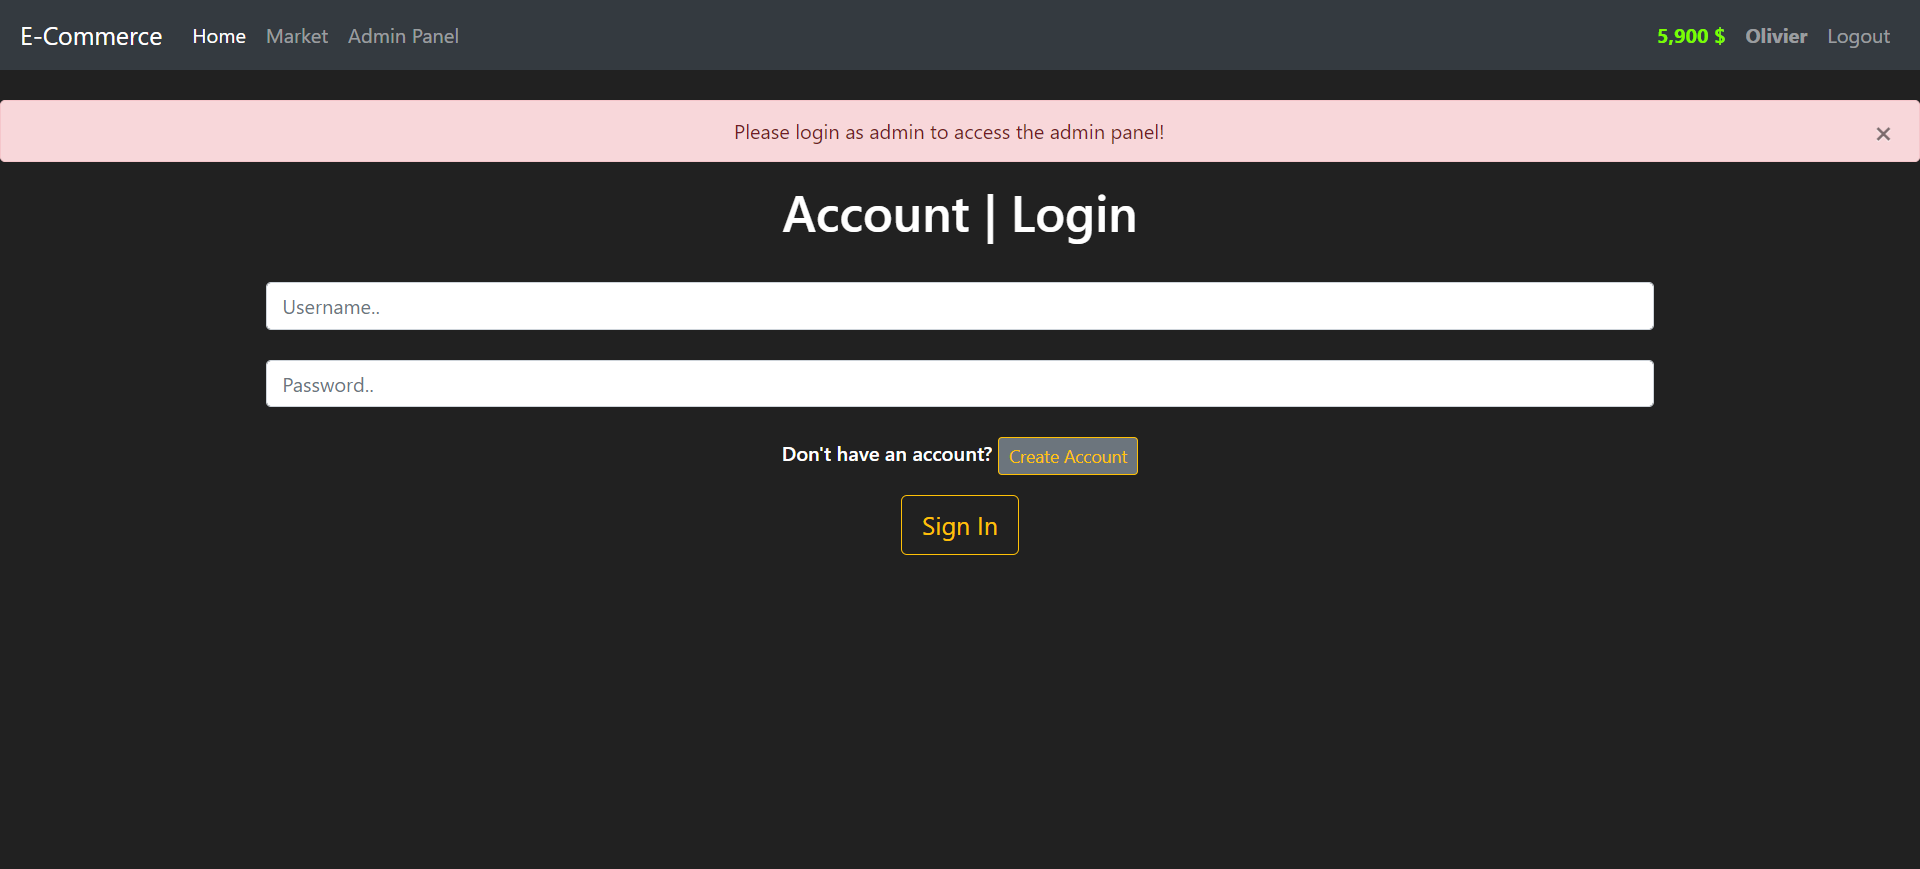 E-Commerce Home Market Admin Panel 5,900 $ Olivier Logout
Please login as admin to access the admin panel! ×
Account | Login
Username..
Password..
Don't have an account? Create Account
Sign In